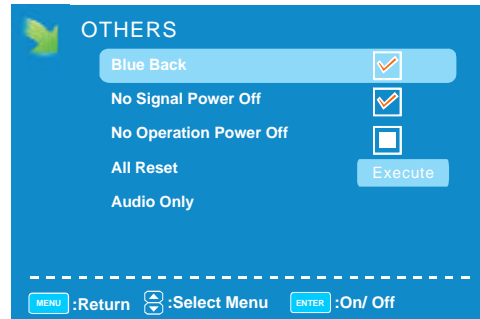 OTHERS
Blue Back
No Signal Power Off
No Operation Power Off
All Reset Execute
Audio Only
MENU :Return :Select Menu ENTER :On/ Off